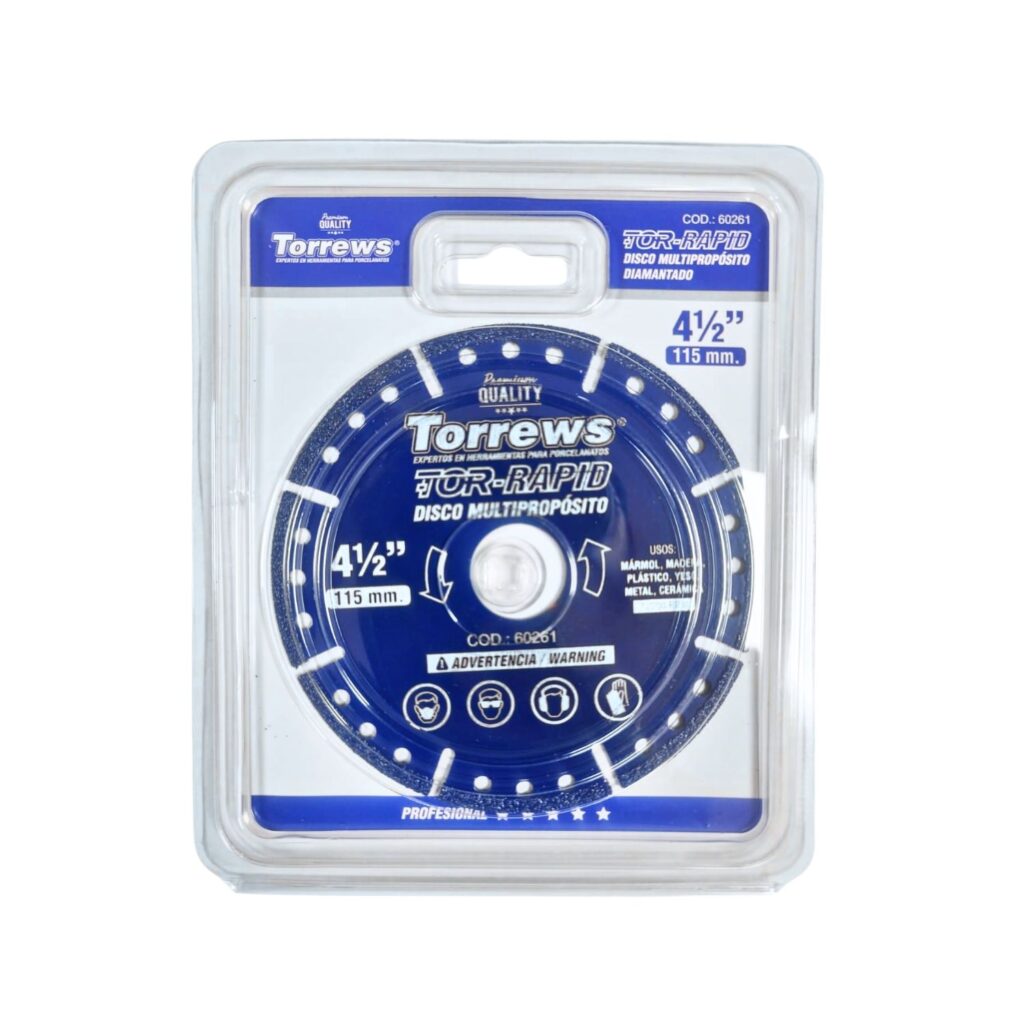 Premium
QUALITY
Torrews®
EXPERTOS EN HERRAMIENTAS PARA PORCELANATOS
COD.: 60261
TOR-RAPID
DISCO MULTIPROPÓSITO
DIAMANTADO
4½”
115 mm.
Premium
QUALITY
Torrews®
EXPERTOS EN HERRAMIENTAS PARA PORCELANATOS
TOR-RAPID
DISCO MULTIPROPÓSITO
4½”
115 mm.
USOS:
MÁRMOL, MADERA,
PLÁSTICO, YESO,
METAL, CERÁMICA
COD.: 60261
ADVERTENCIA / WARNING
PROFESIONAL